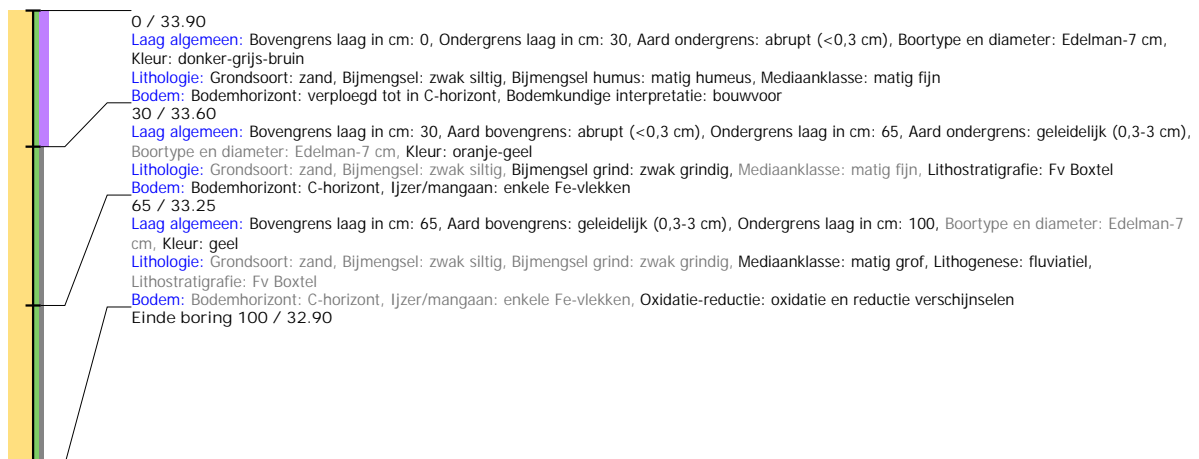 0 / 33.90
Laag algemeen: Bovengrens laag in cm: 0, Ondergrens laag in cm: 30, Aard ondergrens: abrupt (<0,3 cm), Boortype en diameter: Edelman-7 cm,
Kleur: donker-grijs-bruin
Lithologie: Grondsoort: zand, Bijmengsel: zwak siltig, Bijmengsel humus: matig humeus, Mediaanklasse: matig fijn
Bodem: Bodemhorizont: verploegd tot in C-horizont, Bodemkundige interpretatie: bouwvoor
30 / 33.60
Laag algemeen: Bovengrens laag in cm: 30, Aard bovengrens: abrupt (<0,3 cm), Ondergrens laag in cm: 65, Aard ondergrens: geleidelijk (0,3-3 cm),
Boortype en diameter: Edelman-7 cm, Kleur: oranje-geel
Lithologie: Grondsoort: zand, Bijmengsel: zwak siltig, Bijmengsel grind: zwak grindig, Mediaanklasse: matig fijn, Lithostratigrafie: Fv Boxtel
Bodem: Bodemhorizont: C-horizont, Ijzer/mangaan: enkele Fe-vlekken
65 / 33.25
Laag algemeen: Bovengrens laag in cm: 65, Aard bovengrens: geleidelijk (0,3-3 cm), Ondergrens laag in cm: 100, Boortype en diameter: Edelman-7
cm, Kleur: geel
Lithologie: Grondsoort: zand, Bijmengsel: zwak siltig, Bijmengsel grind: zwak grindig, Mediaanklasse: matig grof, Lithogenese: fluviatiel,
Lithostratigrafie: Fv Boxtel
Bodem: Bodemhorizont: C-horizont, Ijzer/mangaan: enkele Fe-vlekken, Oxidatie-reductie: oxidatie en reductie verschijnselen
Einde boring 100 / 32.90